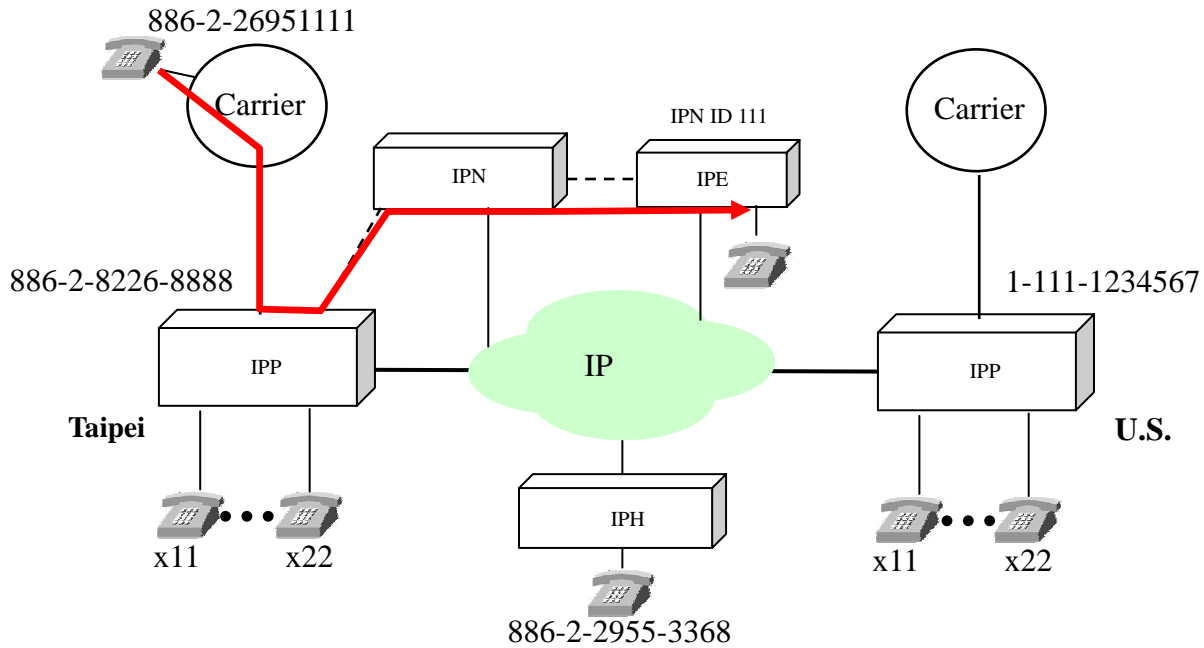 886-2-26951111
Carrier
Carrier
IPN ID 111
IPN
IPE
886-2-8226-8888
1-111-1234567
IPP
IP
IPP
Taipei
U.S.
IPH
x11
x22
x11
x22
886-2-2955-3368